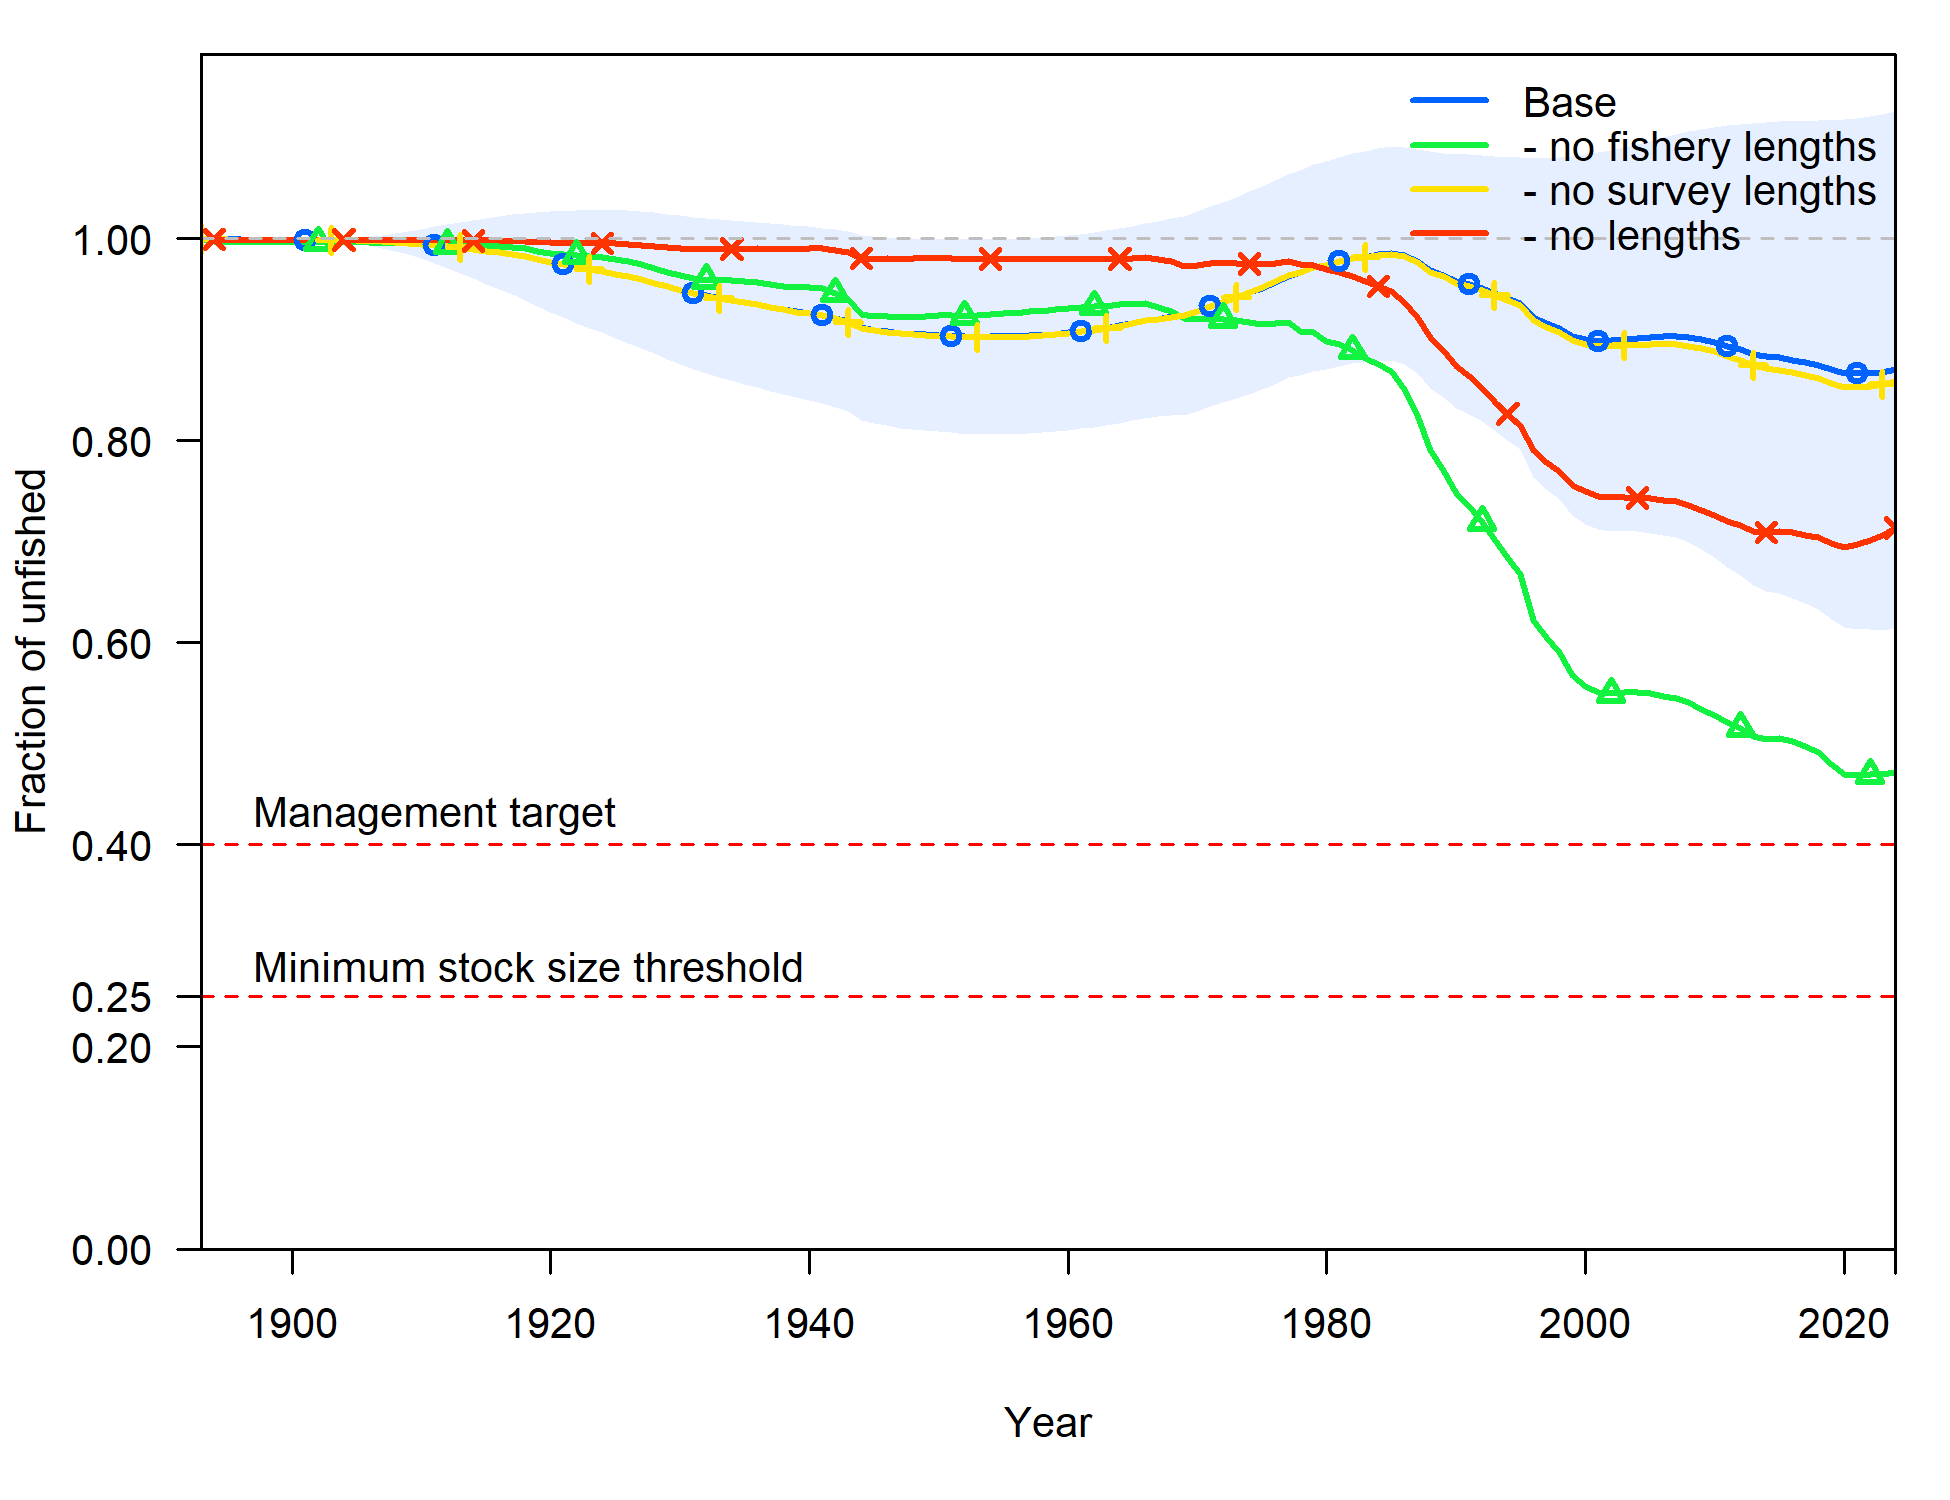 Base
- no fishery lengths
- no survey lengths
- no lengths
1.00
0.80
0.60
0.40
0.25
0.20
0.00
Fraction of unfished
Management target
Minimum stock size threshold
1900 1920 1940 1960 1980 2000 2020
Year